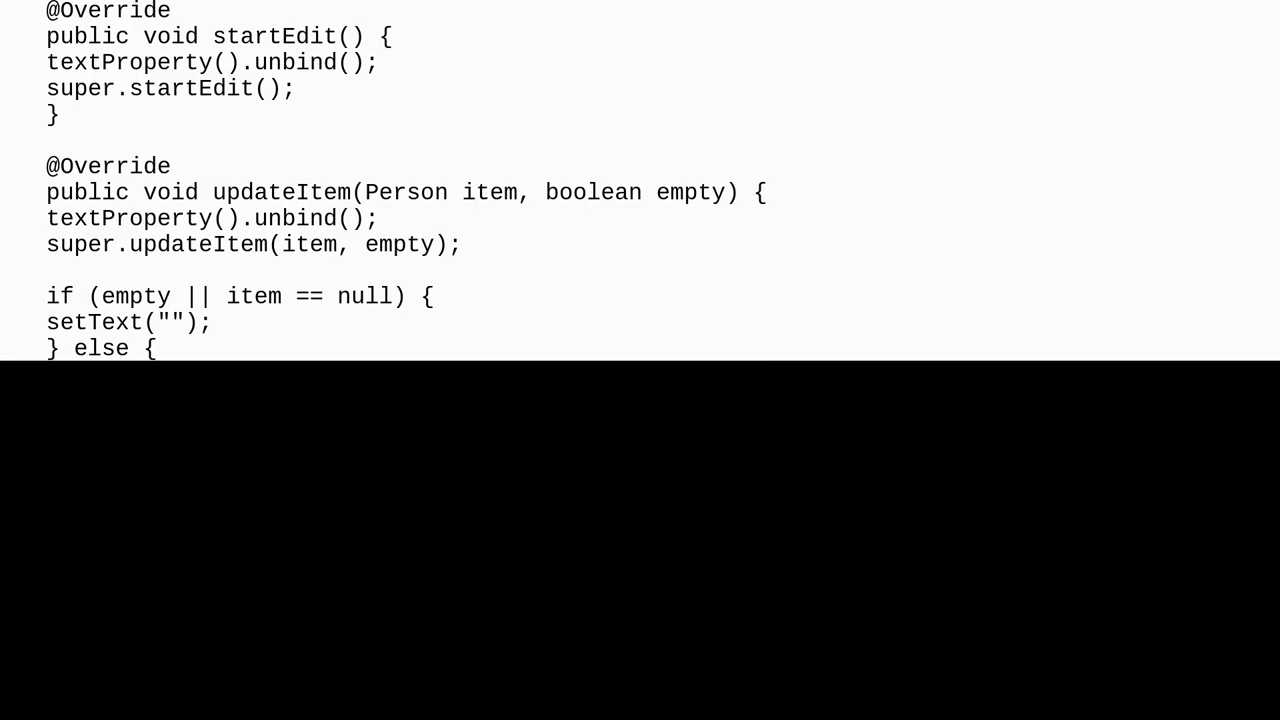 @Override
public void startEdit() {
textProperty().unbind();
super.startEdit();
}

@Override
public void updateItem(Person item, boolean empty) {
textProperty().unbind();
super.updateItem(item, empty);

if (empty || item == null) {
setText("");
} else {